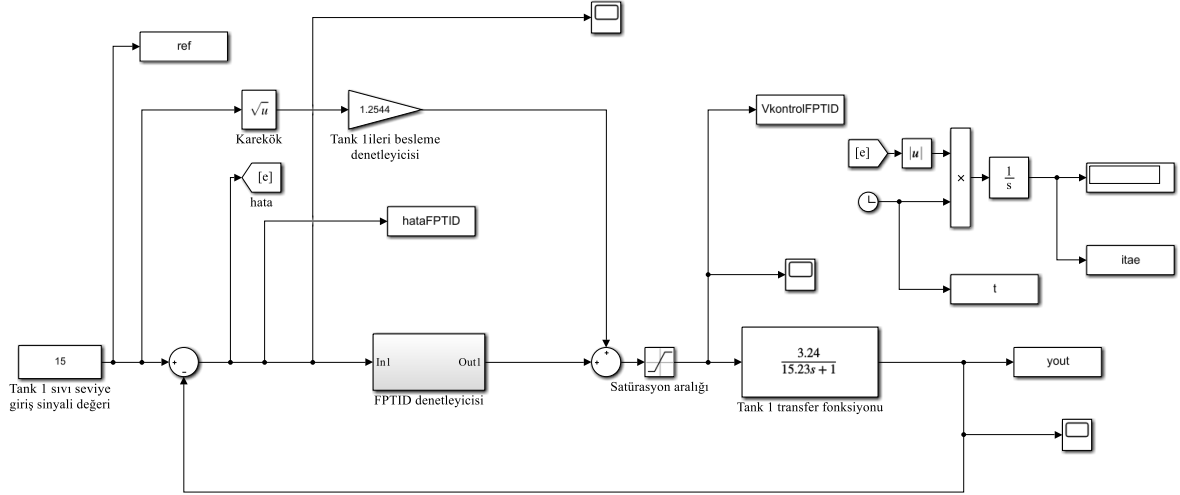 ref
√u
1.2544
Karekök
Tank 1ileri besleme
denetleyicisi
VkontrolFPTID
[e]
|u|
[e]
hata
×
1
s
hataFPTID
itae
t
15
+
−
In1
Out1
+
+
3.24
15.23s + 1
yout
Tank 1 sıvı seviye
giriş sinyali değeri
FPTID denetleyicisi
Satürasyon aralığı
Tank 1 transfer fonksiyonu